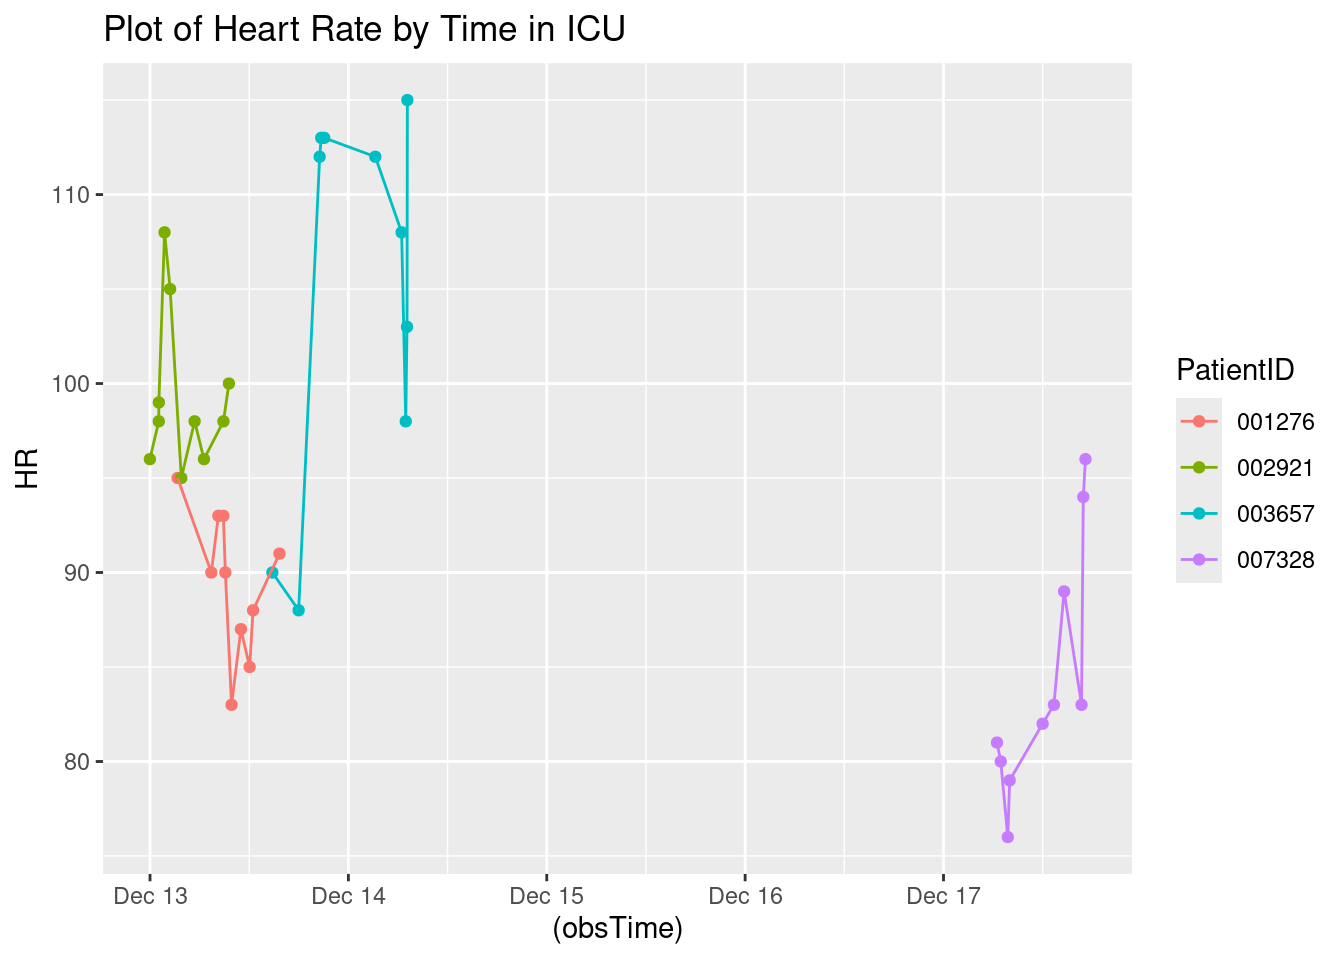 Plot of Heart Rate by Time in ICU
HR
110
100
90
80
Dec 13
Dec 14
Dec 15
Dec 16
Dec 17
(obsTime)
PatientID
001276
002921
003657
007328